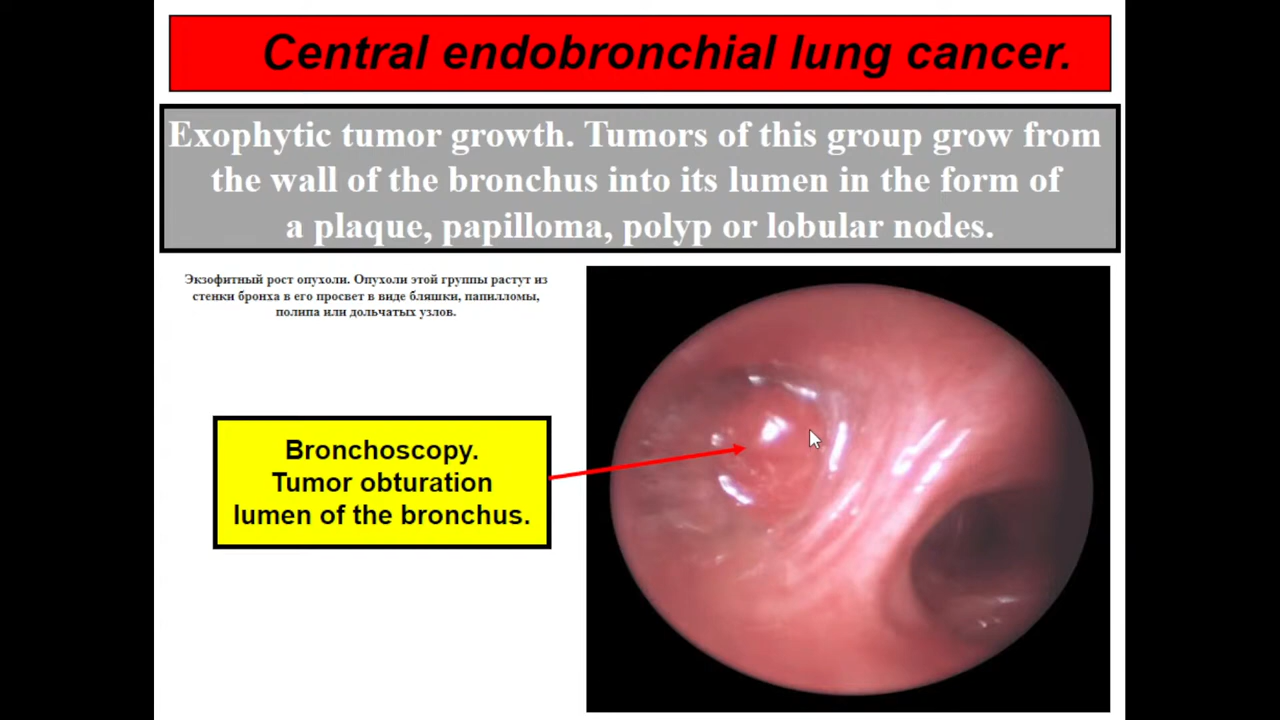 Central endobronchial lung cancer.
Exophytic tumor growth. Tumors of this group grow from
the wall of the bronchus into its lumen in the form of
a plaque, papilloma, polyp or lobular nodes.
Экзофитный рост опухоли. Опухоли этой группы растут из
стенки бронха в его просвет в виде бляшки, папилломы,
полипа или дольчатых узлов.
Bronchoscopy.
Tumor obturation
lumen of the bronchus.